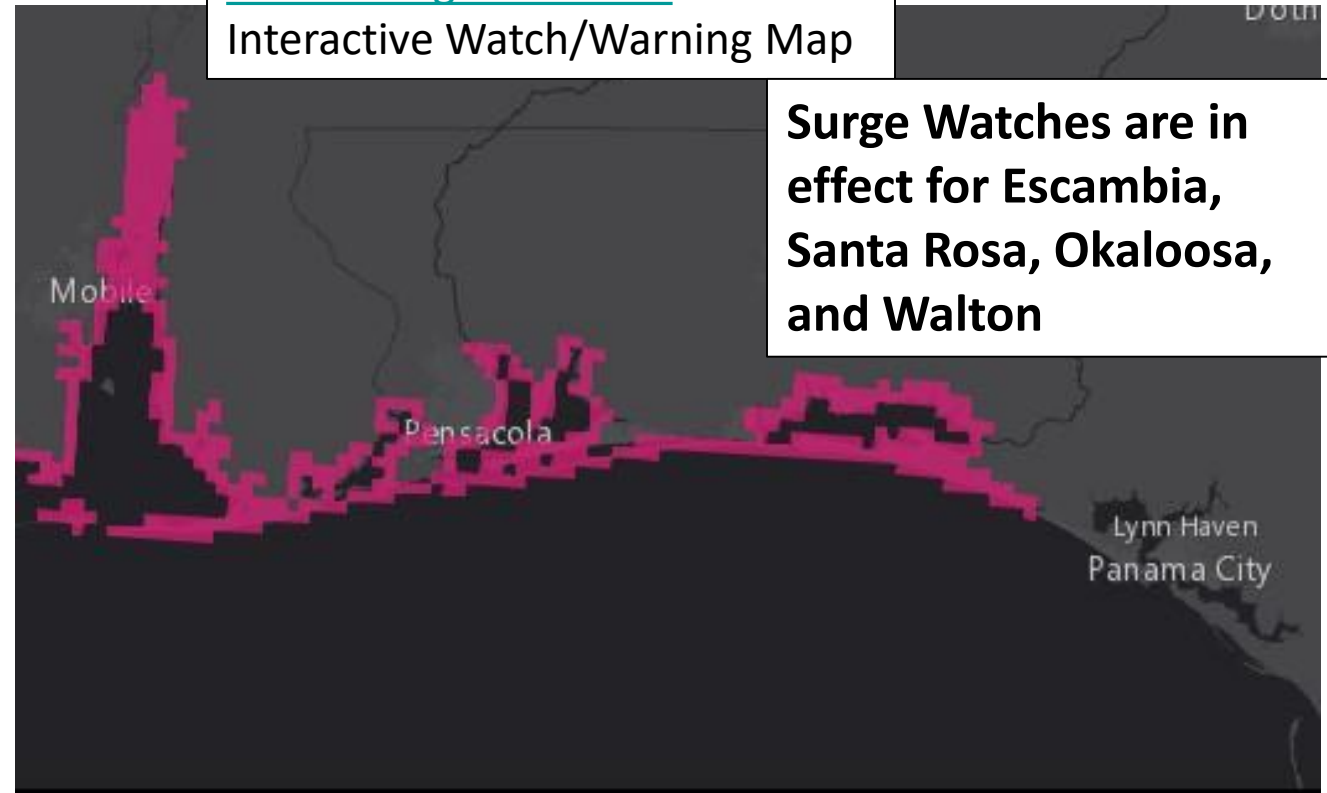 Interactive Watch/Warning Map
Surge Watches are in
effect for Escambia,
Santa Rosa, Okaloosa,
and Walton
Mobile
Pensacola
Lynn Haven
Panama City